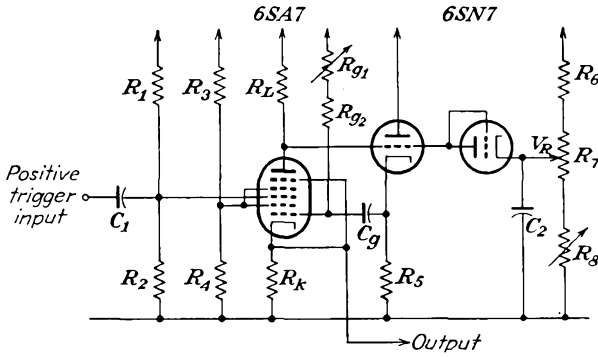 6SA7
6SN7
R1
R3
RL
Rg1
Rg2
R6
VR
R7
Positive
trigger
input
C1
Cg
C2
R8
R2
R4
RK
R5
Output